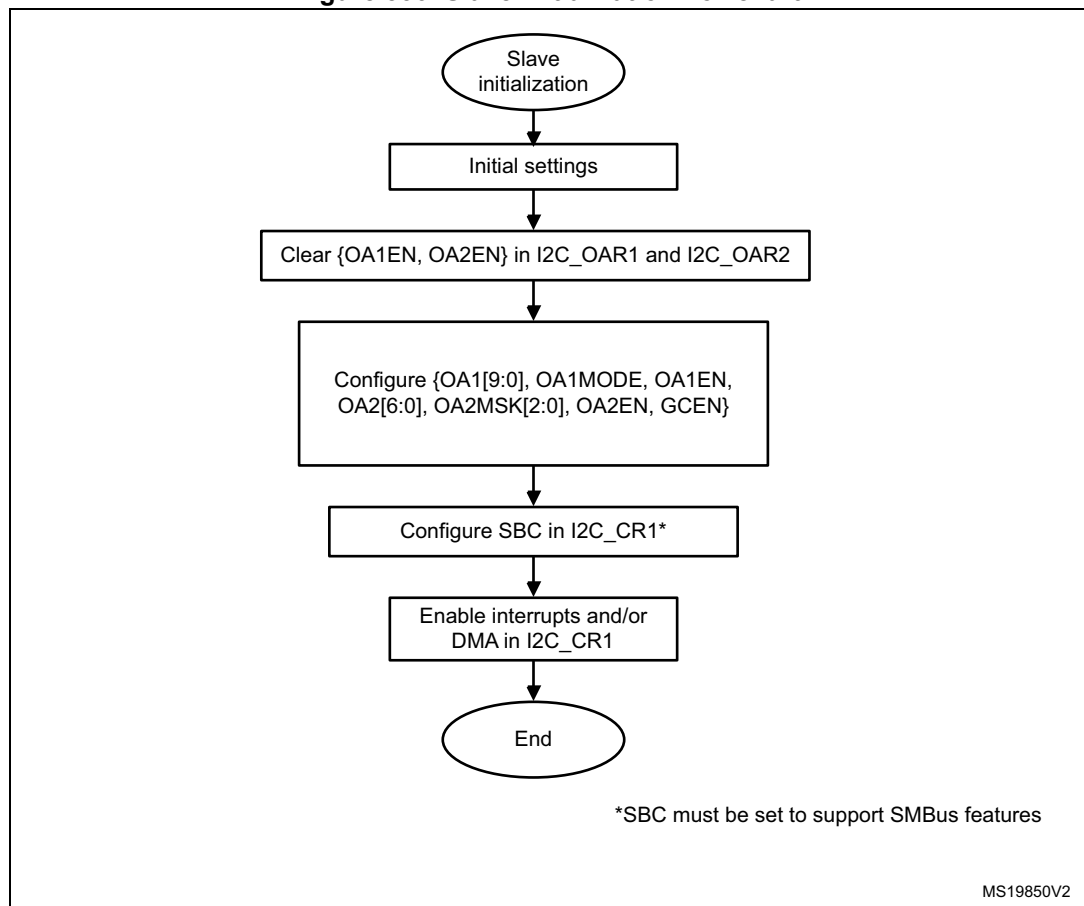 Slave
initialization
Initial settings
Clear {OA1EN, OA2EN} in I2C_OAR1 and I2C_OAR2
Configure {OA1[9:0], OA1MODE, OA1EN,
OA2[6:0], OA2MSK[2:0], OA2EN, GCEN}
Configure SBC in I2C_CR1*
Enable interrupts and/or
DMA in I2C_CR1
End
*SBC must be set to support SMBus features
MS19850V2